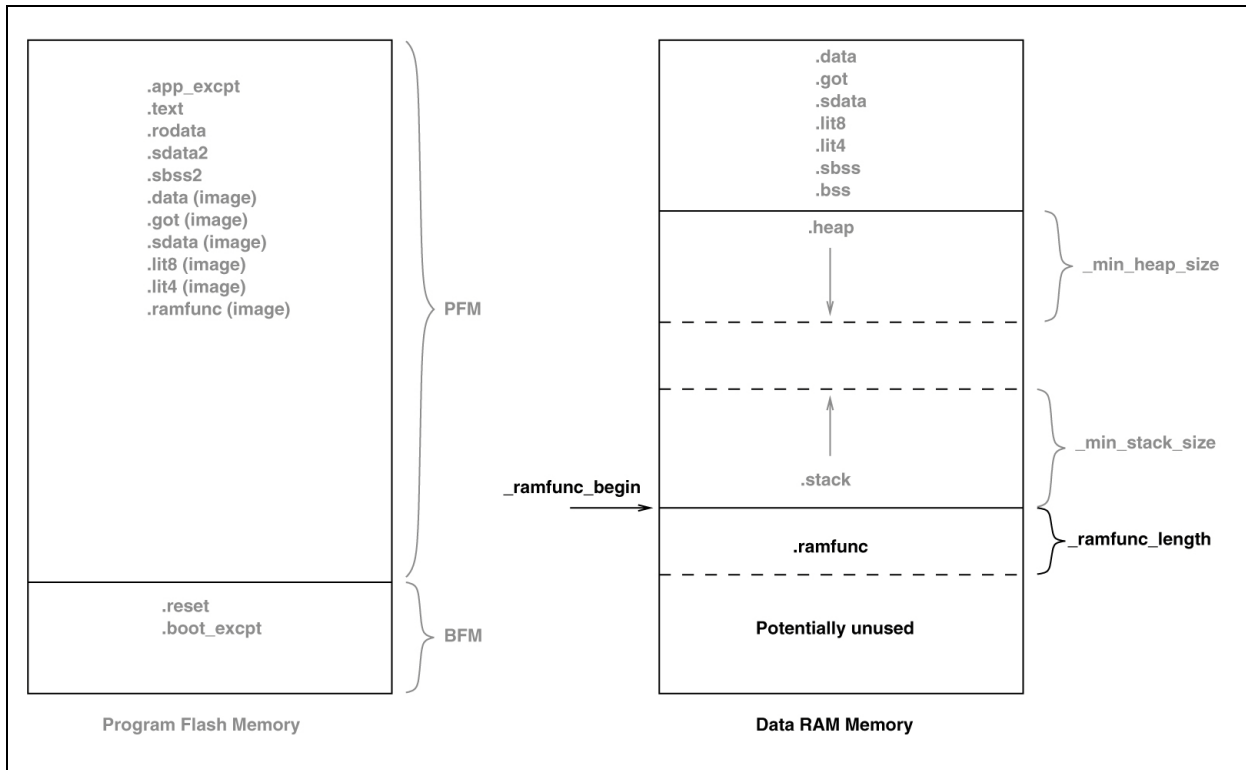 .app_excpt
.text
.rodata
.sdata2
.sbss2
.data (image)
.got (image)
.sdata (image)
.lit8 (image)
.lit4 (image)
.ramfunc (image)
PFM
.reset
.boot_excpt
BFM
Program Flash Memory
.data
.got
.sdata
.lit8
.lit4
.sbss
.bss
.heap
_min_heap_size
_min_stack_size
.stack
_ramfunc_begin
.ramfunc
_ramfunc_length
Potentially unused
Data RAM Memory